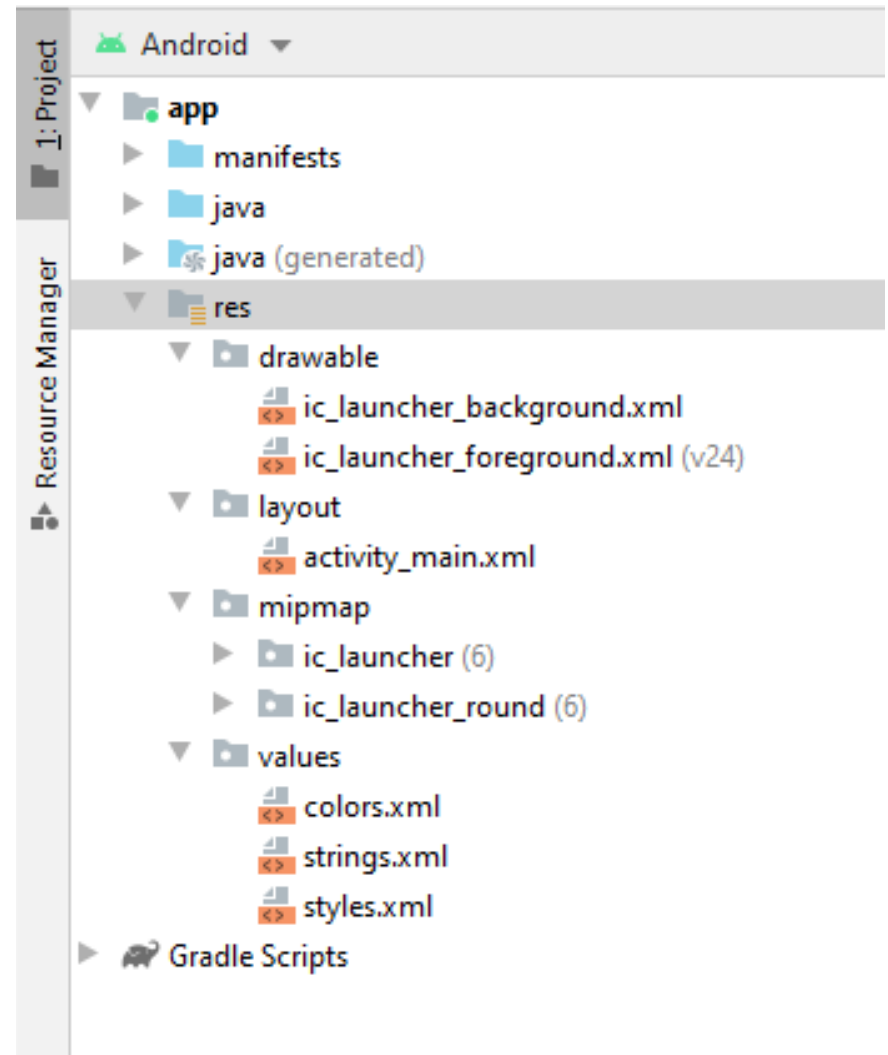 1: Project
Resource Manager
Android
app
manifests
java
java (generated)
res
drawable
ic_launcher_background.xml
ic_launcher_foreground.xml (v24)
layout
activity_main.xml
mipmap
ic_launcher (6)
ic_launcher_round (6)
values
colors.xml
strings.xml
styles.xml
Gradle Scripts